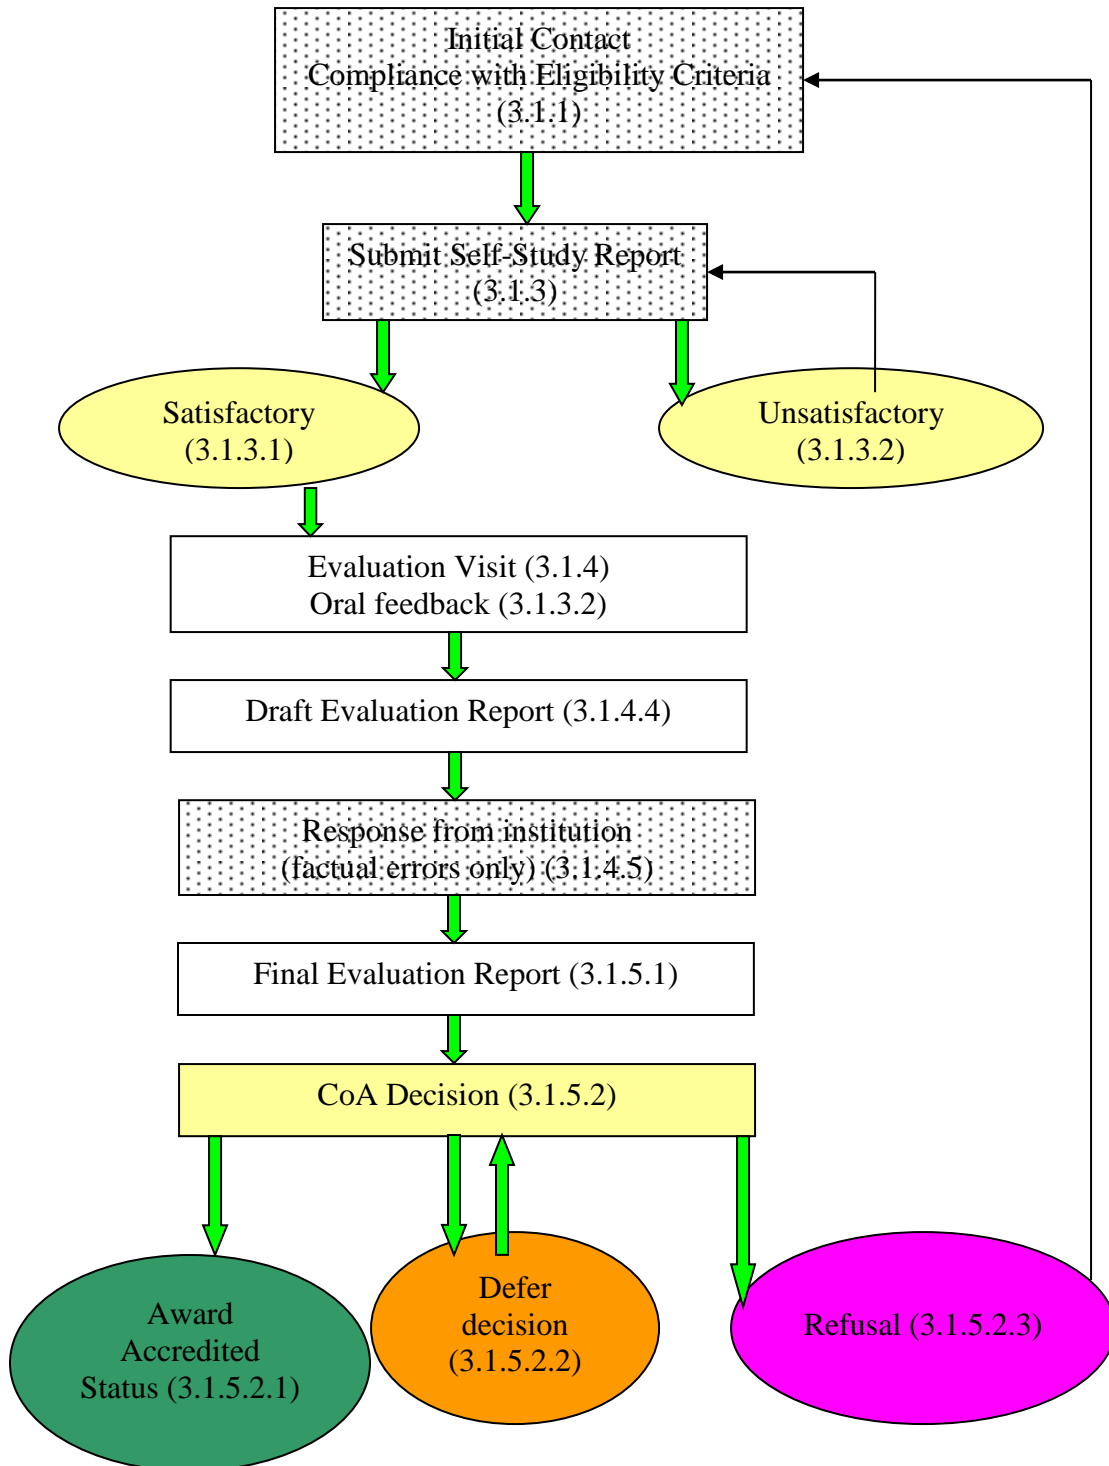 Initial Contact
Compliance with Eligibility Criteria
(3.1.1)
Submit Self-Study Report
(3.1.3)
Satisfactory
(3.1.3.1)
Unsatisfactory
(3.1.3.2)
Evaluation Visit (3.1.4)
Oral feedback (3.1.3.2)
Draft Evaluation Report (3.1.4.4)
Response from institution
(factual errors only) (3.1.4.5)
Final Evaluation Report (3.1.5.1)
CoA Decision (3.1.5.2)
Award
Accredited
Status (3.1.5.2.1)
Defer
decision
(3.1.5.2.2)
Refusal (3.1.5.2.3)